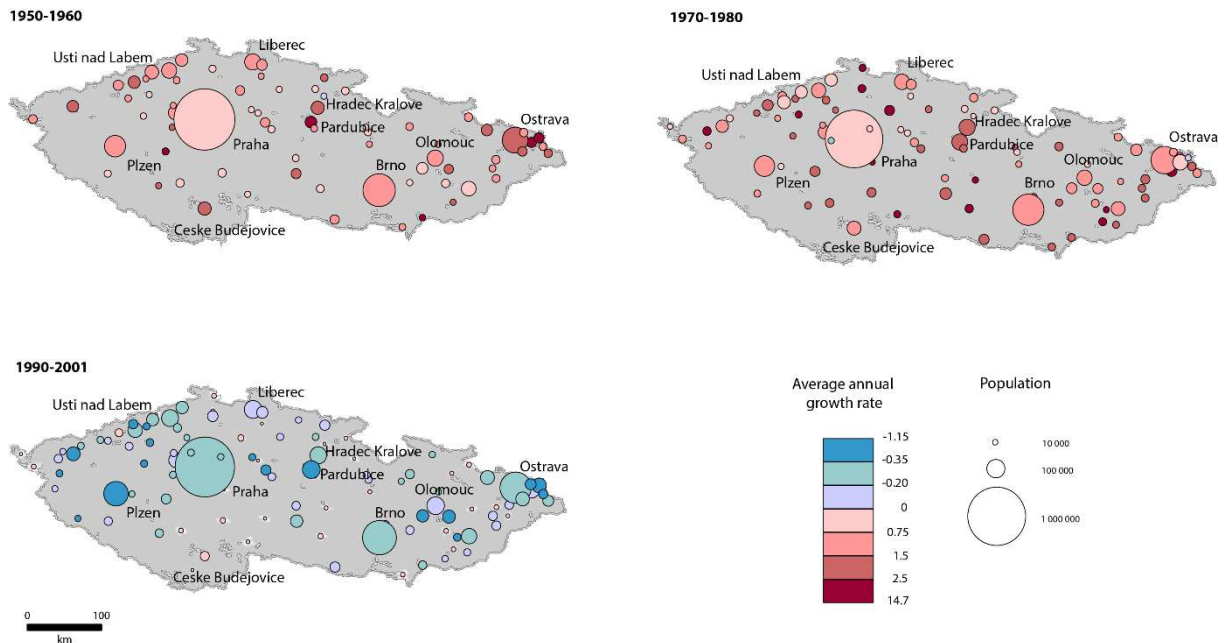 1950-1960
Liberec
Usti nad Labem
Hradec Kralove
Pardubice
Ostrava
Praha
Olomouc
Plzen
Brno
Ceske Budejovice
1970-1980
Liberec
Usti nad Labem
Hradec Kralove
Pardubice
Ostrava
Praha
Olomouc
Plzen
Brno
Ceske Budejovice
1990-2001
Liberec
Usti nad Labem
Hradec Kralove
Pardubice
Ostrava
Praha
Olomouc
Plzen
Brno
Ceske Budejovice
0 100
km
Average annual
growth rate
-1.15
-0.35
-0.20
0
0.75
1.5
2.5
14.7
Population
10 000
100 000
1 000 000